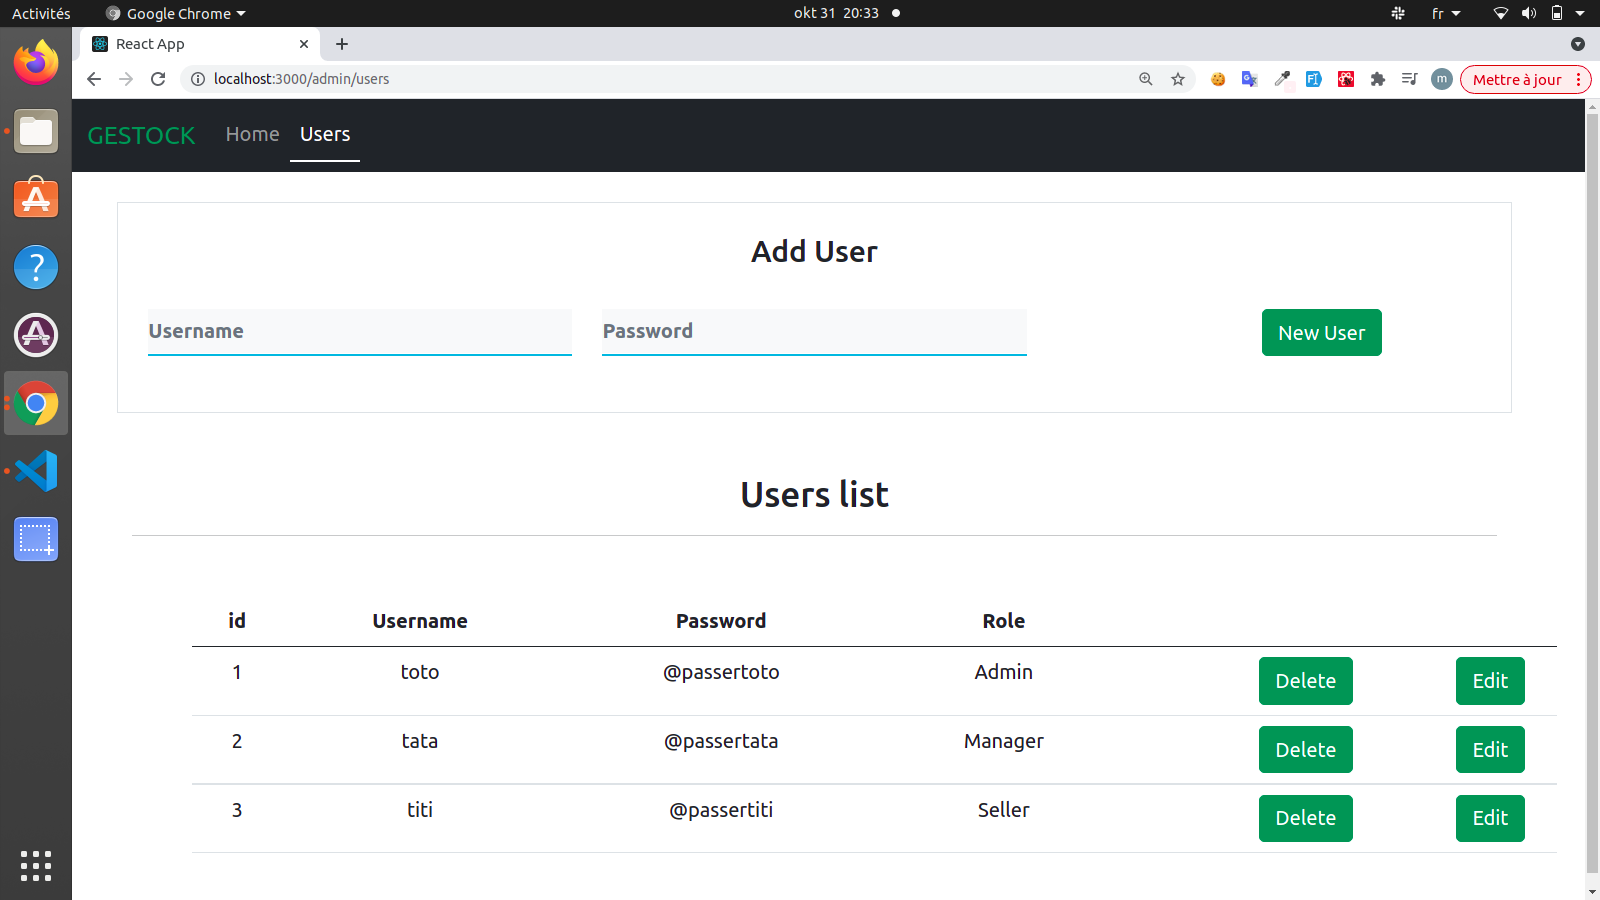 Activités Google Chrome okt 31 20:33 fr
React App
localhost:3000/admin/users m Mettre à jour
GESTOCK Home Users
Add User
Username Password New User
Users list
id Username Password Role
1 toto @passertoto Admin Delete Edit
2 tata @passertata Manager Delete Edit
3 titi @passertiti Seller Delete Edit